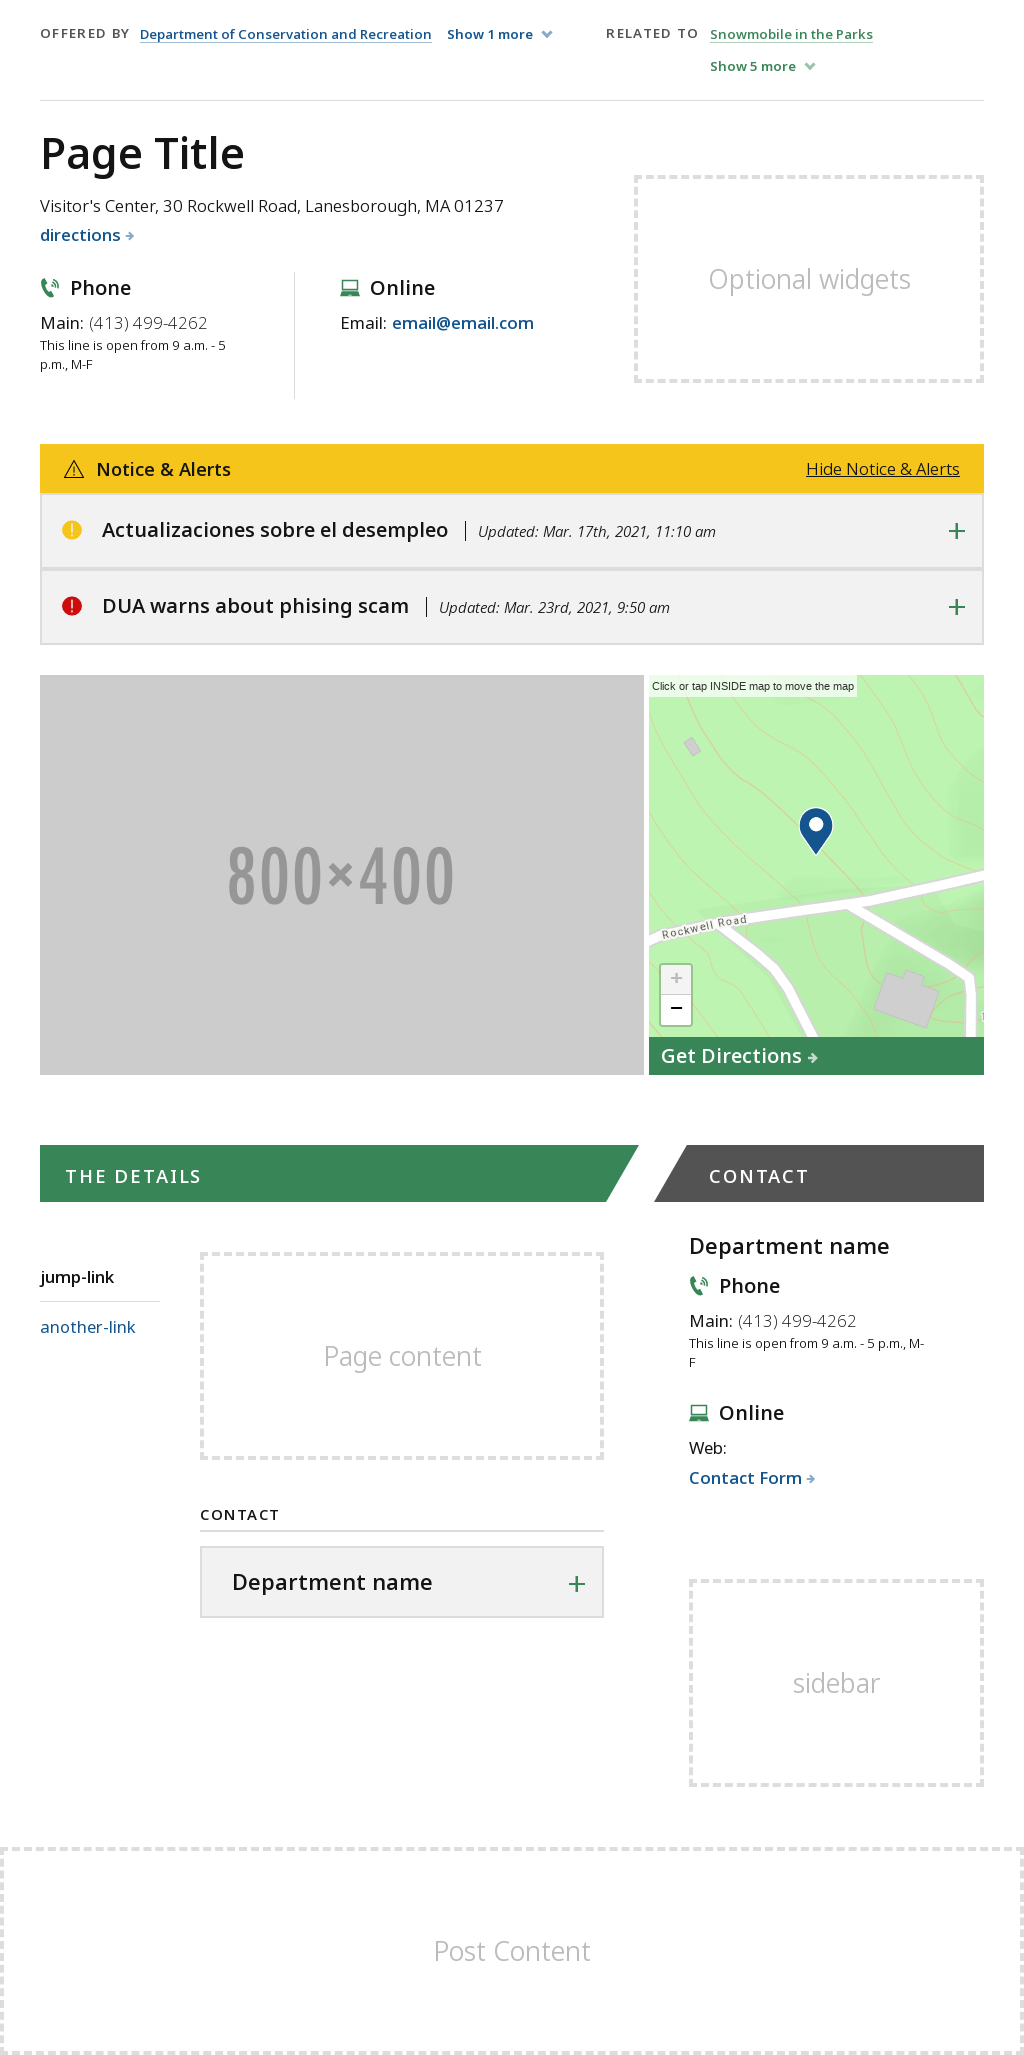 OFFERED BY Department of Conservation and Recreation Show 1 more
RELATED TO Snowmobile in the Parks
Show 5 more
Page Title
Visitor's Center, 30 Rockwell Road, Lanesborough, MA 01237
directions
Phone
Main: (413) 499-4262
This line is open from 9 a.m. - 5
p.m., M-F
Online
Email: email@email.com
Optional widgets
Notice & Alerts
Hide Notice & Alerts
Actualizaciones sobre el desempleo
Updated: Mar. 17th, 2021, 11:10 am
DUA warns about phising scam
Updated: Mar. 23rd, 2021, 9:50 am
800×400
Click or tap INSIDE map to move the map
Rockwell Road
+
−
Get Directions
THE DETAILS
jump-link
another-link
Page content
CONTACT
Department name
CONTACT
Department name
Phone
Main: (413) 499-4262
This line is open from 9 a.m. - 5 p.m., M-
F
Online
Web:
Contact Form
sidebar
Post Content